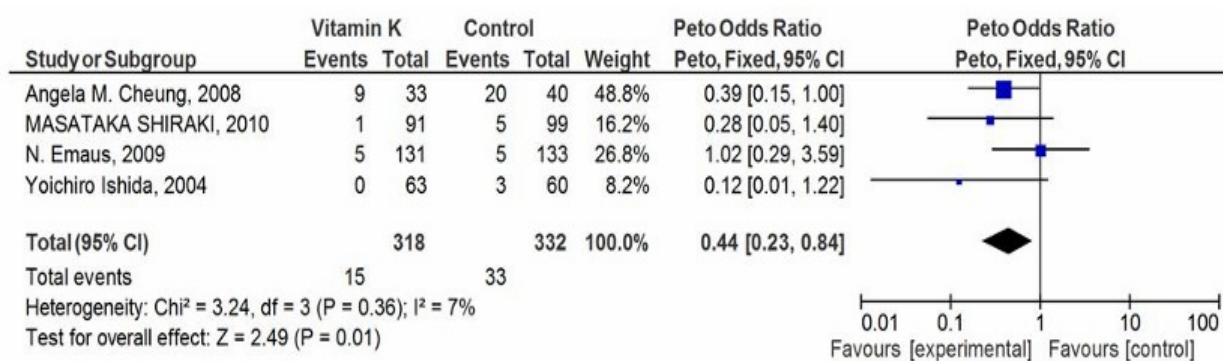 Vitamin K Control Peto Odds Ratio Peto Odds Ratio
Study or Subgroup Events Total Events Total Weight Peto, Fixed, 95% CI Peto, Fixed, 95% CI
Angela M. Cheung, 2008 9 33 20 40 48.8% 0.39 [0.15, 1.00]
MASATAKA SHIRAKI, 2010 1 91 5 99 16.2% 0.28 [0.05, 1.40]
N. Emaus, 2009 5 131 5 133 26.8% 1.02 [0.29, 3.59]
Yoichiro Ishida, 2004 0 63 3 60 8.2% 0.12 [0.01, 1.22]
Total (95% CI) 318 332 100.0% 0.44 [0.23, 0.84]
Total events 15 33
Heterogeneity: Chi² = 3.24, df = 3 (P = 0.36); I² = 7%
Test for overall effect: Z = 2.49 (P = 0.01)
0.01 0.1 1 10 100
Favours [experimental] Favours [control]